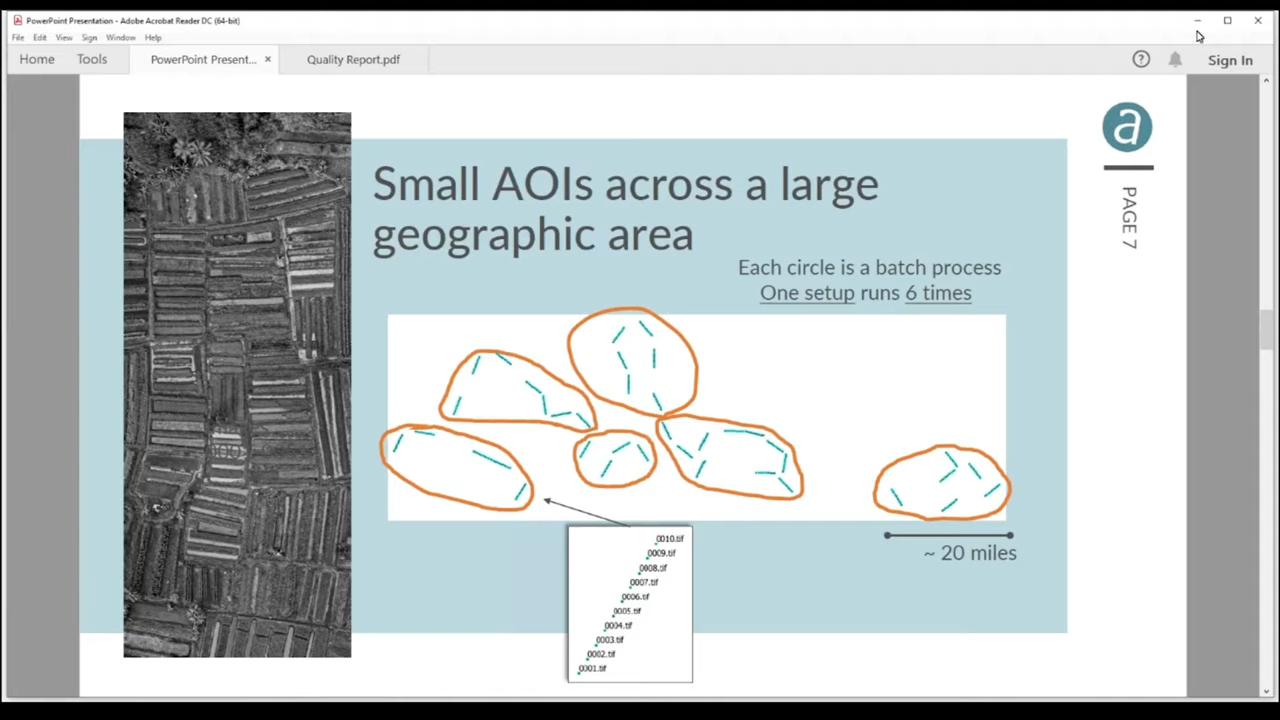 PowerPoint Presentation - Adobe Acrobat Reader DC (64-bit)
File Edit View Sign Window Help
Home Tools PowerPoint Present... × Quality Report.pdf Sign In
a
PAGE 7
Small AOIs across a large
geographic area
Each circle is a batch process
One setup runs 6 times
~ 20 miles
0010.tif
0009.tif
0008.tif
0007.tif
0006.tif
0005.tif
0004.tif
0003.tif
0002.tif
0001.tif